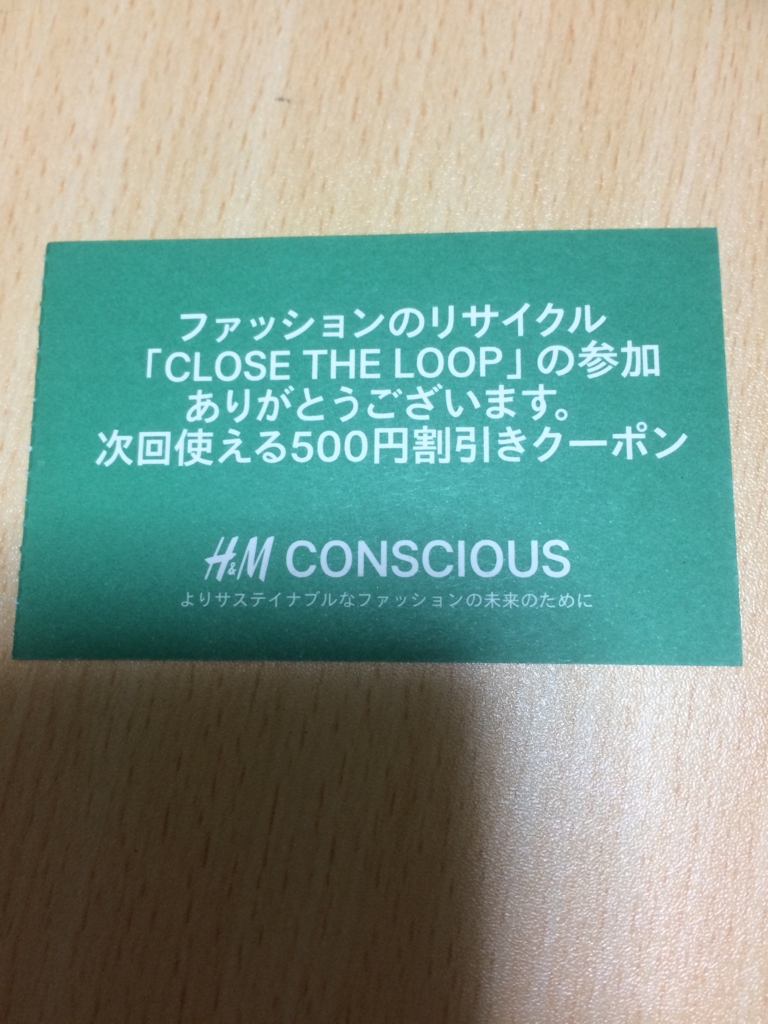 ファッションのリサイクル
「CLOSE THE LOOP」の参加
ありがとうございます。
次回使える500円割引きクーポン
H&M CONSCIOUS
よりサステイナブルなファッションの未来のために